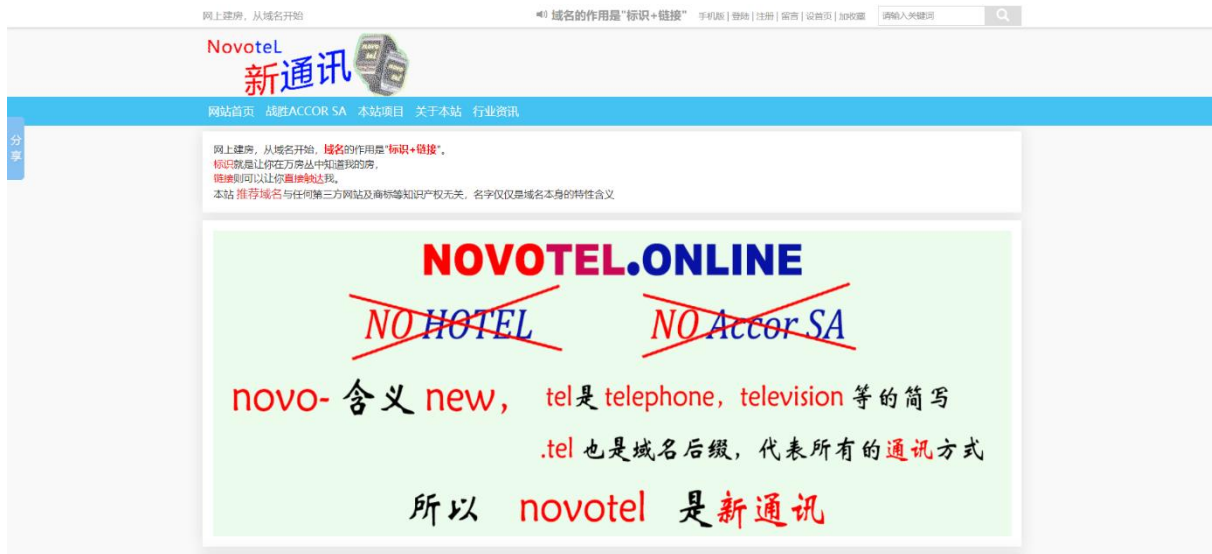 网上建房，从域名开始
域名的作用是"标识+链接"
手机版 | 登陆 | 注册 | 留言 | 设首页 | 加收藏
请输入关键词
NovoteL
新通讯
网站首页 战胜ACCOR SA 本站项目 关于本站 行业资讯
分享
网上建房，从域名开始，域名的作用是"标识+链接"。
标识就是让你在万房丛中知道我的房，
链接则可以让你直接触达我。
本站 推荐域名 与任何第三方网站及商标等知识产权无关，名字仅仅是域名本身的特性含义
NOVOTEL.ONLINE
NO HOTEL NO Accor SA
novo- 含义 new， tel是 telephone，television 等的简写
.tel 也是域名后缀，代表所有的通讯方式
所以 novotel 是新通讯